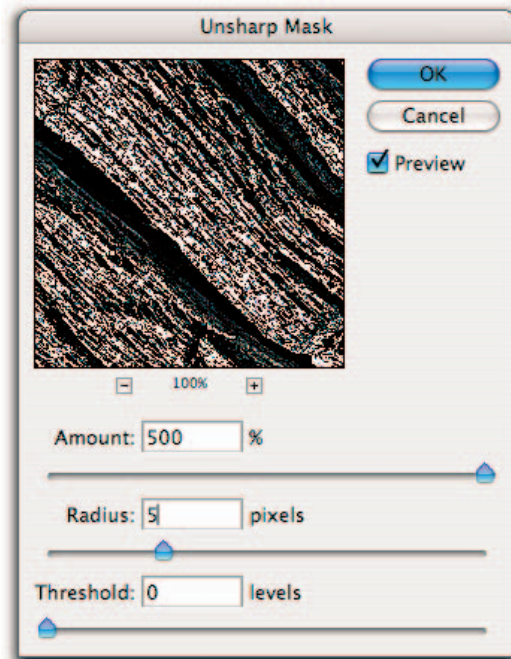 Unsharp Mask
OK
Cancel
Preview
100%
Amount: 500 %
Radius: 5 pixels
Threshold: 0 levels